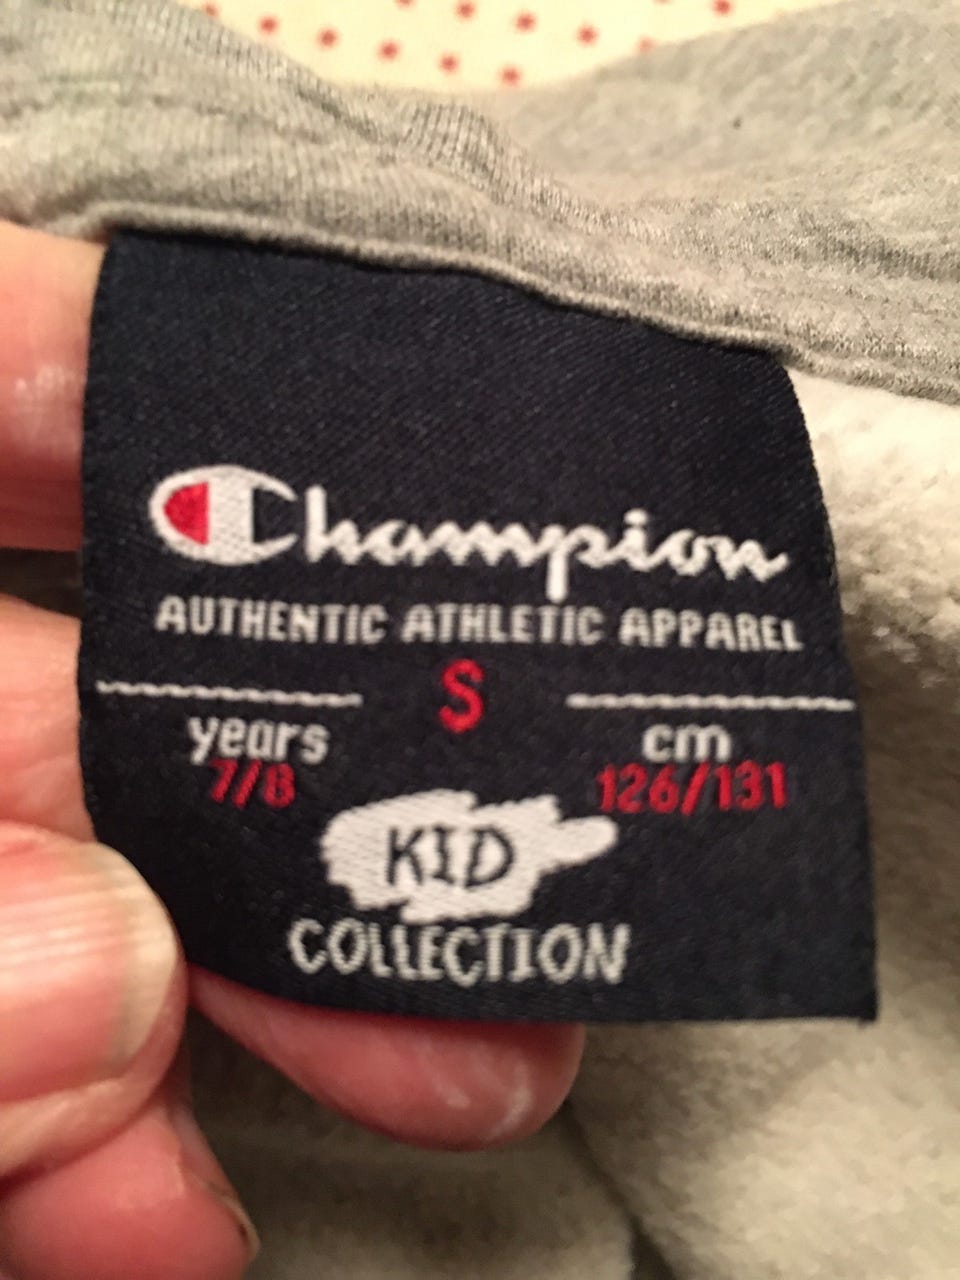 Champion
AUTHENTIC ATHLETIC APPAREL
S
years
7/8
cm
126/131
KID
COLLECTION